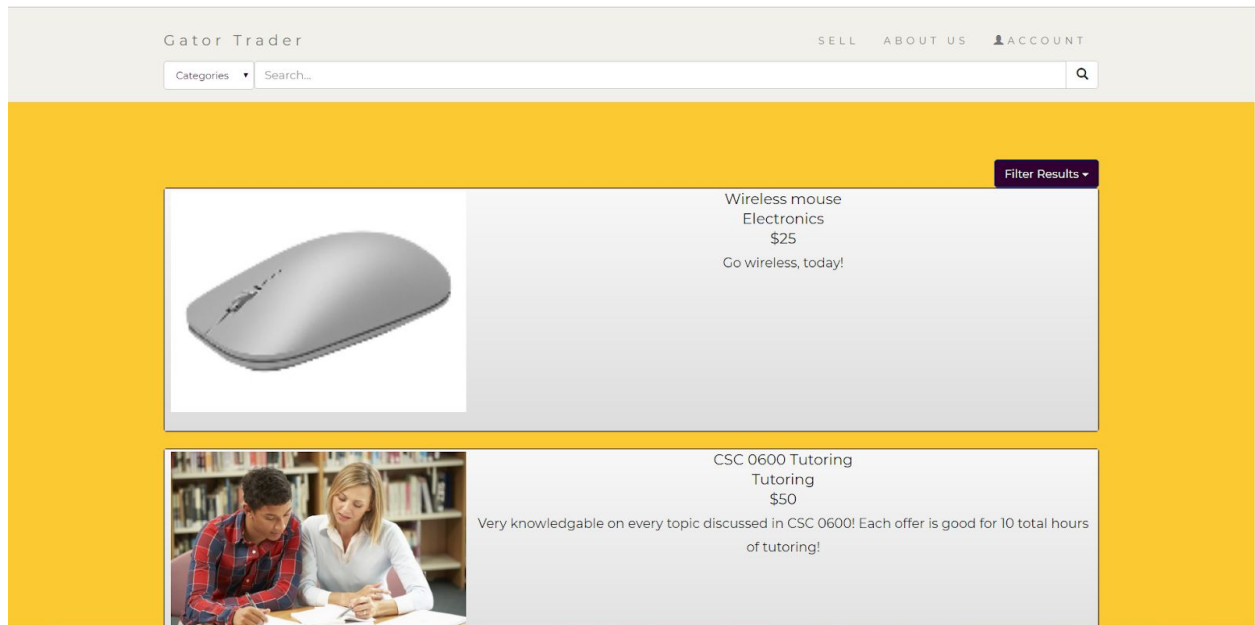 Gator Trader
SELL ABOUT US ACCOUNT
Categories Search...
Filter Results
Wireless mouse
Electronics
$25
Go wireless, today!
CSC 0600 Tutoring
Tutoring
$50
Very knowledgable on every topic discussed in CSC 0600! Each offer is good for 10 total hours
of tutoring!